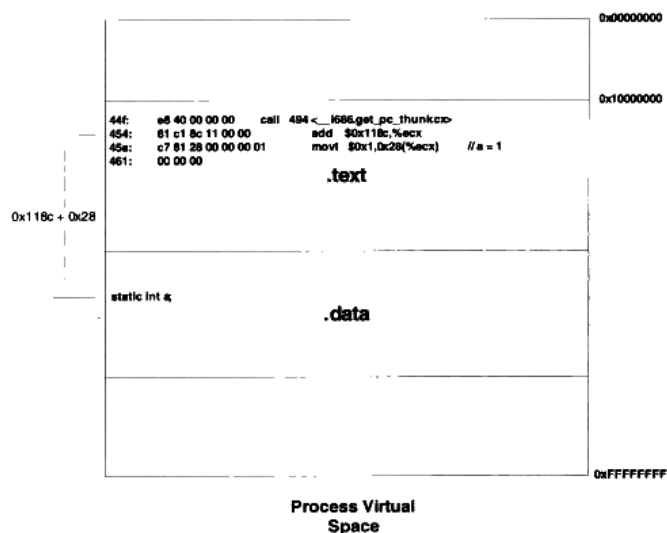 0x00000000
0x10000000
44f: e8 40 00 00 00 call 494 <__i686.get_pc_thunk.cx>
454: 81 c1 8c 11 00 00 add $0x118c,%ecx
45a: c7 81 28 00 00 00 01 movl $0x1,0x28(%ecx) // a = 1
461: 00 00 00
.text
0x118c + 0x28
static int a;
.data
0xFFFFFFFF
Process Virtual
Space